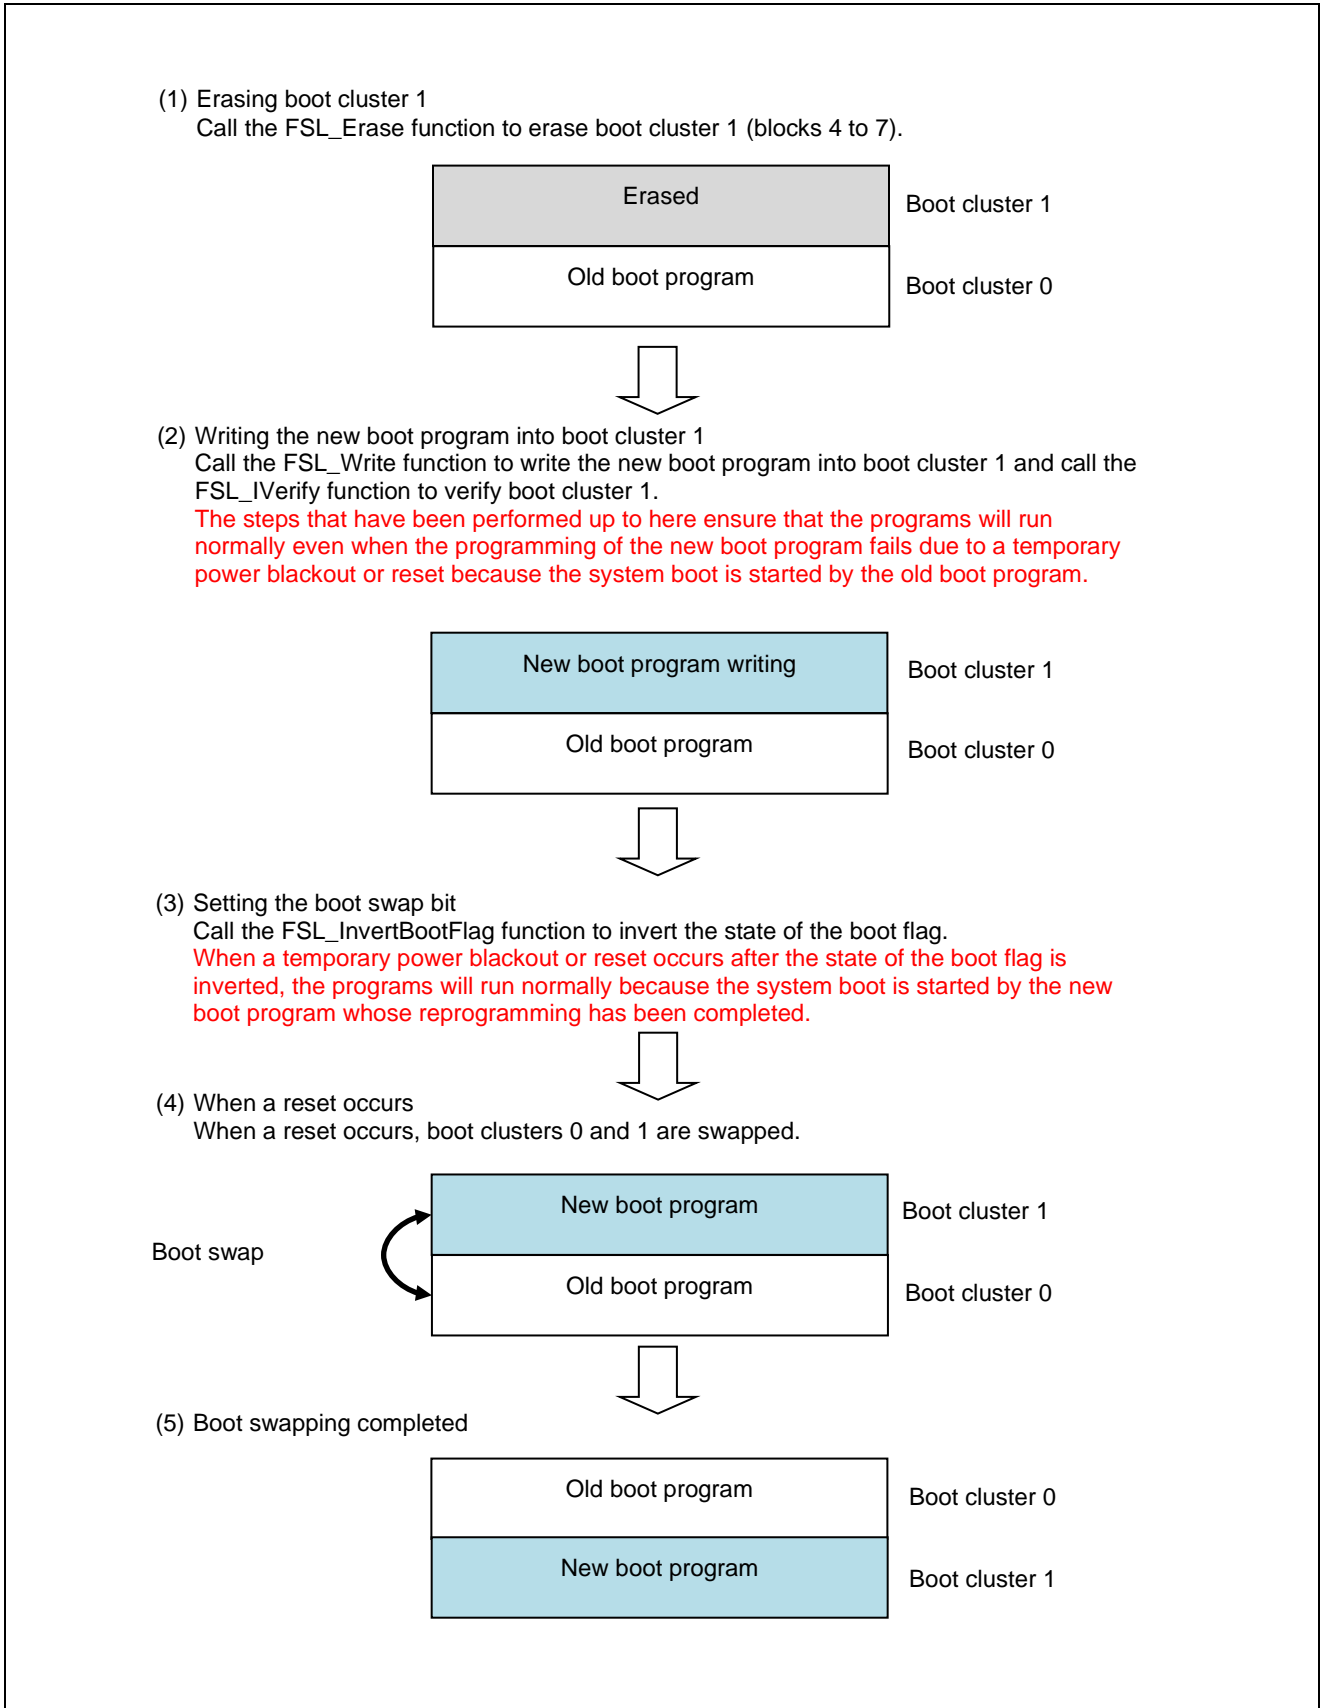 (1) Erasing boot cluster 1
Call the FSL_Erase function to erase boot cluster 1 (blocks 4 to 7).
Erased
Boot cluster 1
Old boot program
Boot cluster 0
(2) Writing the new boot program into boot cluster 1
Call the FSL_Write function to write the new boot program into boot cluster 1 and call the
FSL_IVerify function to verify boot cluster 1.
The steps that have been performed up to here ensure that the programs will run
normally even when the programming of the new boot program fails due to a temporary
power blackout or reset because the system boot is started by the old boot program.
New boot program writing
Boot cluster 1
Old boot program
Boot cluster 0
(3) Setting the boot swap bit
Call the FSL_InvertBootFlag function to invert the state of the boot flag.
When a temporary power blackout or reset occurs after the state of the boot flag is
inverted, the programs will run normally because the system boot is started by the new
boot program whose reprogramming has been completed.
(4) When a reset occurs
When a reset occurs, boot clusters 0 and 1 are swapped.
New boot program
Boot cluster 1
Boot swap
Old boot program
Boot cluster 0
(5) Boot swapping completed
Old boot program
Boot cluster 0
New boot program
Boot cluster 1